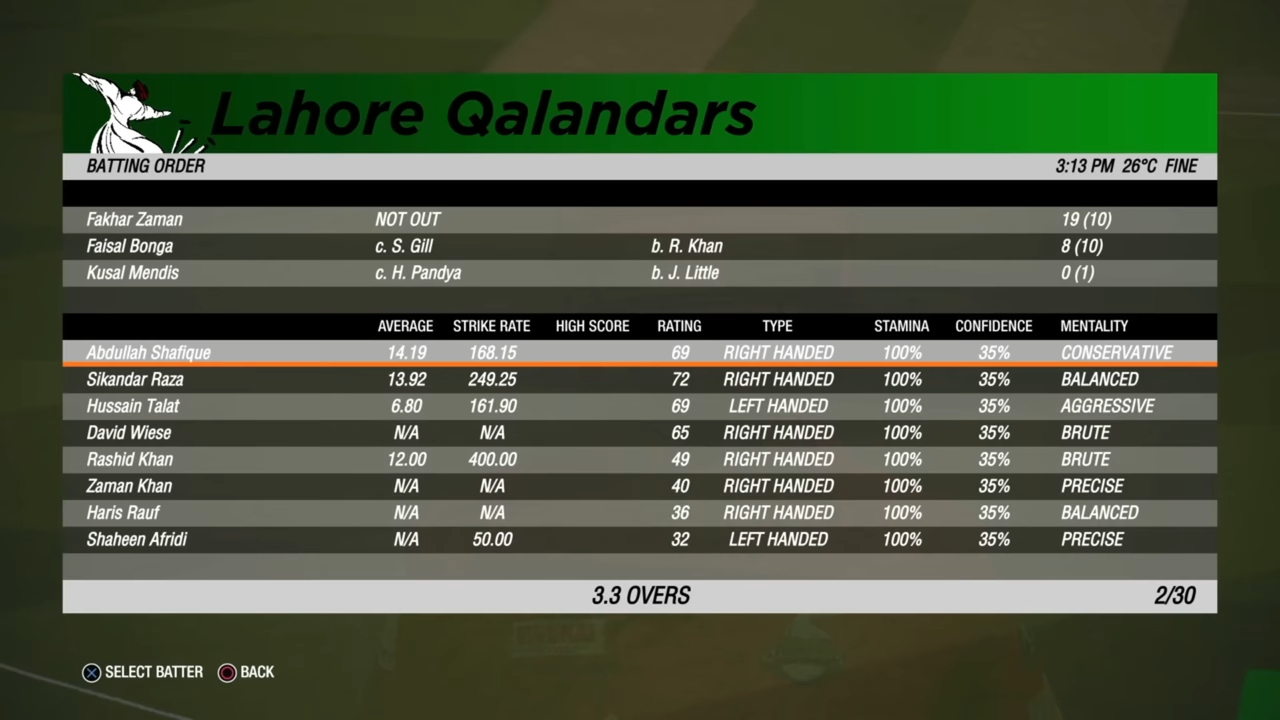 Lahore Qalandars
BATTING ORDER 3:13 PM 26°C FINE
Fakhar Zaman NOT OUT 19 (10)
Faisal Bonga c. S. Gill b. R. Khan 8 (10)
Kusal Mendis c. H. Pandya b. J. Little 0 (1)
AVERAGE STRIKE RATE HIGH SCORE RATING TYPE STAMINA CONFIDENCE MENTALITY
Abdullah Shafique 14.19 168.15 69 RIGHT HANDED 100% 35% CONSERVATIVE
Sikandar Raza 13.92 249.25 72 RIGHT HANDED 100% 35% BALANCED
Hussain Talat 6.80 161.90 69 LEFT HANDED 100% 35% AGGRESSIVE
David Wiese N/A N/A 65 RIGHT HANDED 100% 35% BRUTE
Rashid Khan 12.00 400.00 49 RIGHT HANDED 100% 35% BRUTE
Zaman Khan N/A N/A 40 RIGHT HANDED 100% 35% PRECISE
Haris Rauf N/A N/A 36 RIGHT HANDED 100% 35% BALANCED
Shaheen Afridi N/A 50.00 32 LEFT HANDED 100% 35% PRECISE
3.3 OVERS 2/30
SELECT BATTER BACK